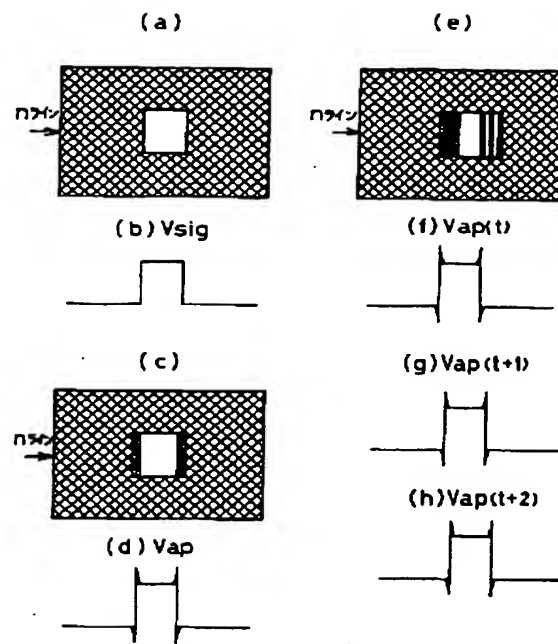 (a)
nライン
(b) Vsig
(c)
nライン
(d) Vap
(e)
nライン
(f) Vap(t)
(g) Vap(t+1)
(h) Vap(t+2)